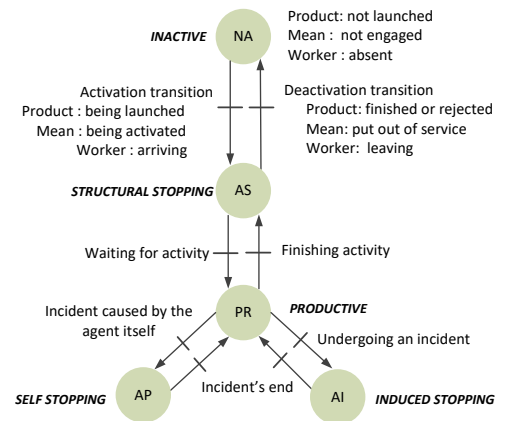 INACTIVE
NA
Product: not launched
Mean : not engaged
Worker : absent
Activation transition
Product : being launched
Mean : being activated
Worker : arriving
Deactivation transition
Product: finished or rejected
Mean: put out of service
Worker: leaving
STRUCTURAL STOPPING
AS
Waiting for activity
Finishing activity
PR
PRODUCTIVE
Incident caused by the
agent itself
Undergoing an incident
Incident's end
SELF STOPPING
AP
AI
INDUCED STOPPING